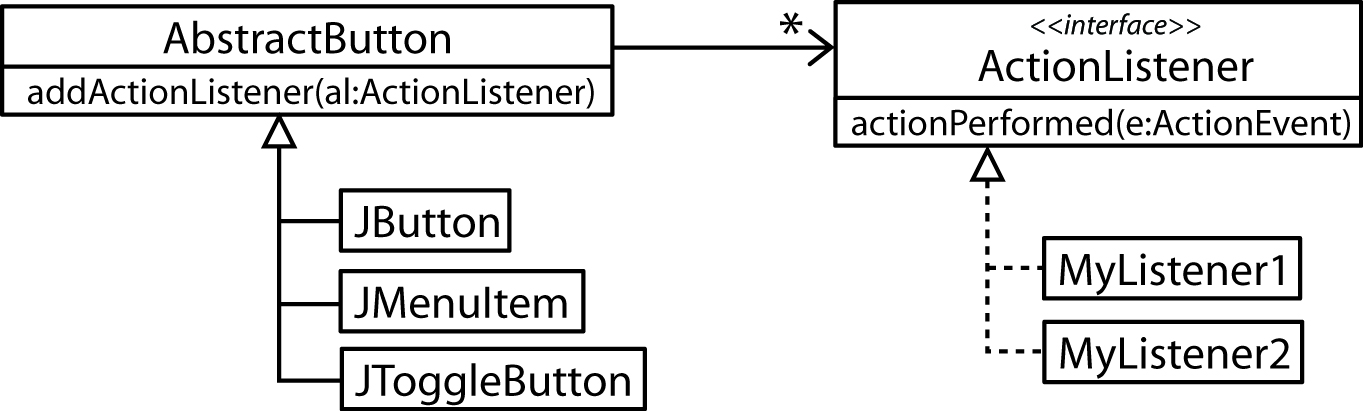 AbstractButton
addActionListener(al:ActionListener)
*
<<interface>>
ActionListener
actionPerformed(e:ActionEvent)
JButton
JMenuItem
JToggleButton
MyListener1
MyListener2